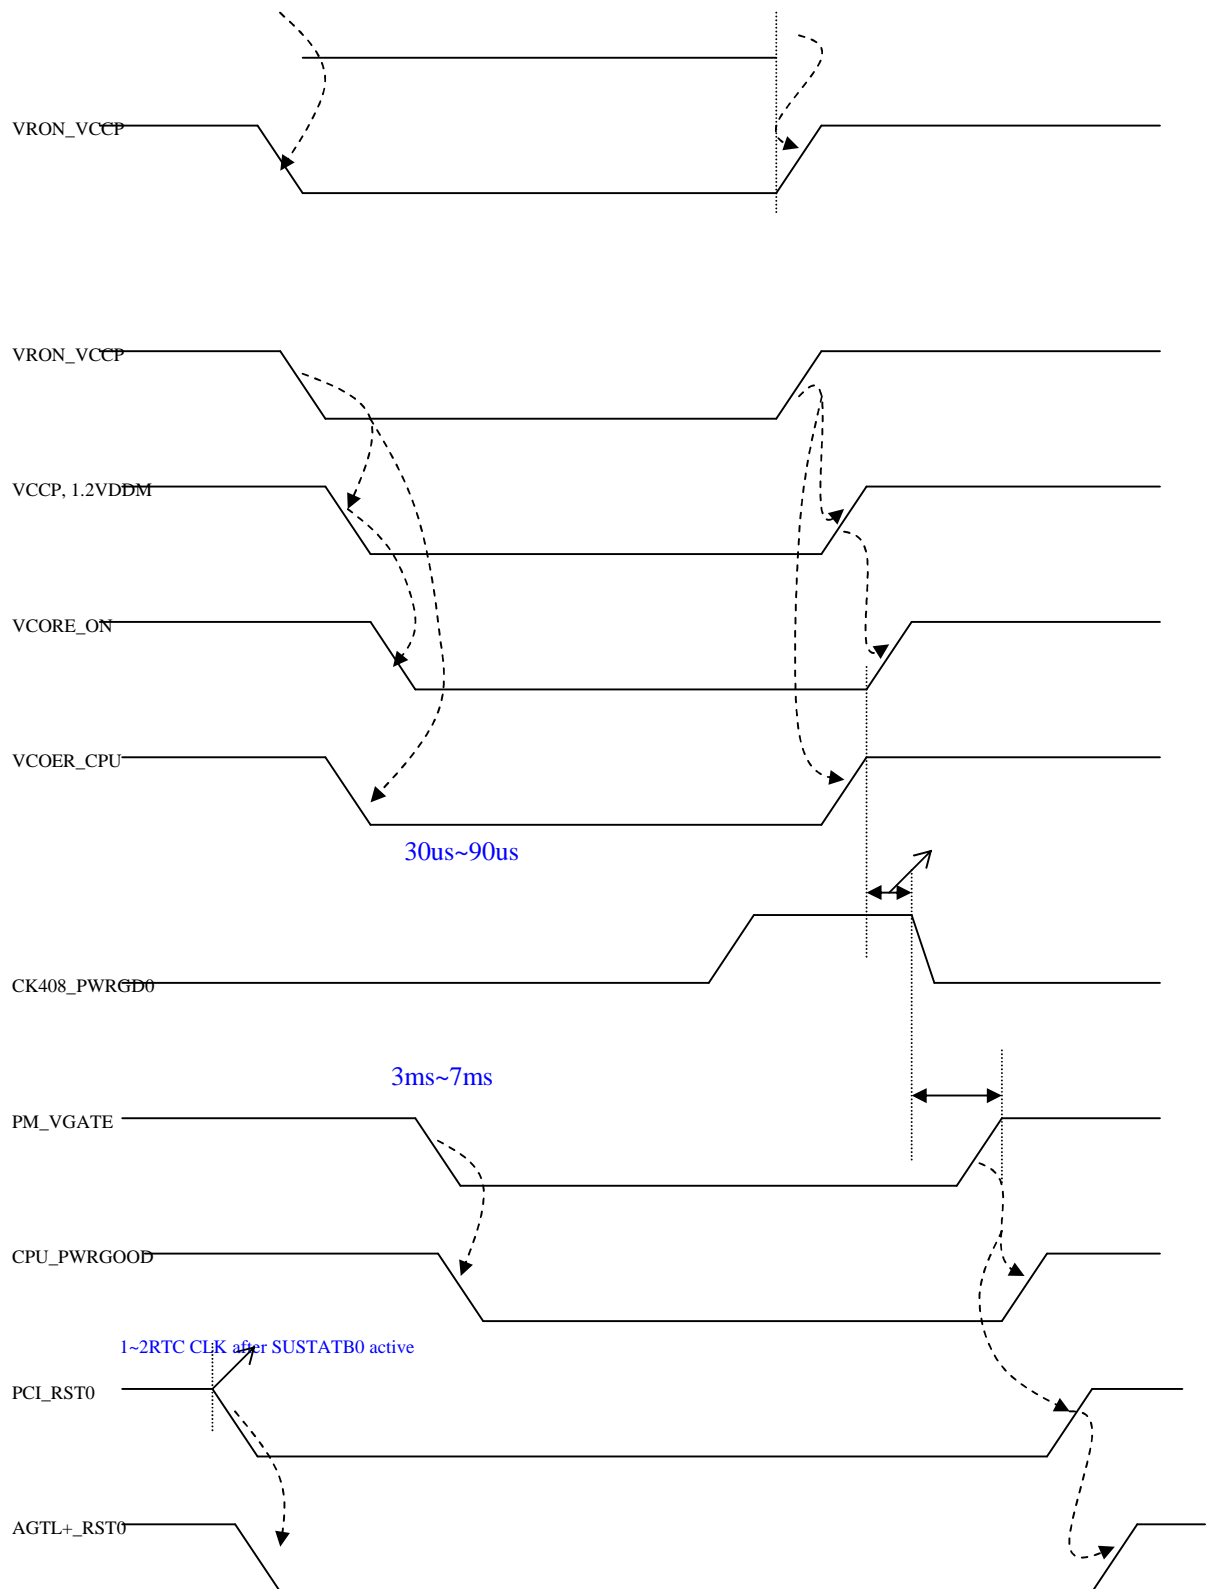 VRON_VCCP
VRON_VCCP
VCCP, 1.2VDDM
VCORE_ON
VCOER_CPU
30us~90us
CK408_PWRGD0
3ms~7ms
PM_VGATE
CPU_PWRGOOD
1~2RTC CLK after SUSTATB0 active
PCI_RST0
AGTL+_RST0